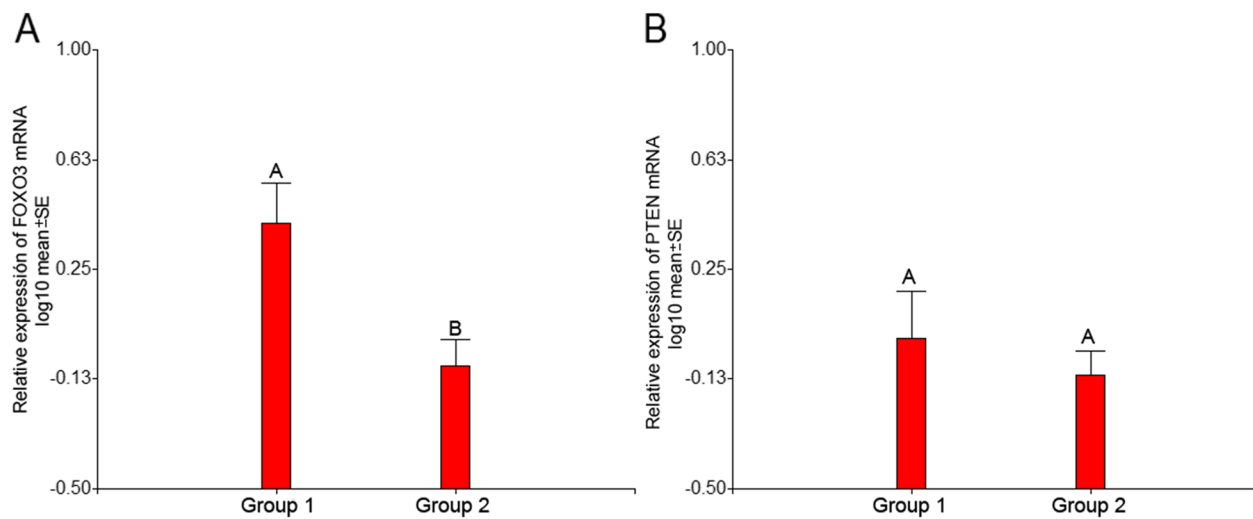 A
Relative expressión of FOXO3 mRNA
log10 mean±SE
1.00
0.63
0.25
-0.13
-0.50
A
B
Group 1
Group 2
B
Relative expressión of PTEN mRNA
log10 mean±SE
1.00
0.63
0.25
-0.13
-0.50
A
A
Group 1
Group 2